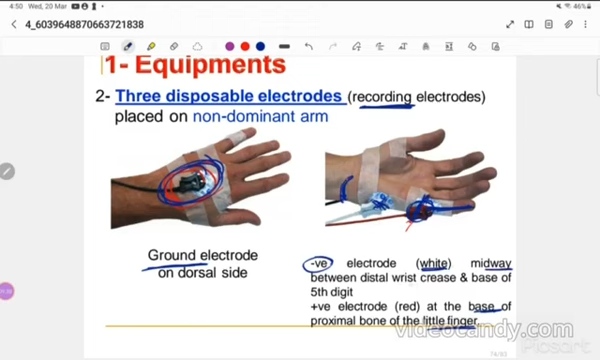 4:50 Wed, 20 Mar
46%
4_6039648870663721838
1- Equipments
2- Three disposable electrodes (recording electrodes)
placed on non-dominant arm
Ground electrode
on dorsal side
-ve electrode (white) midway
between distal wrist crease & base of
5th digit
+ve electrode (red) at the base of
proximal bone of the little finger.
videocandy.com
74/83
Picsart